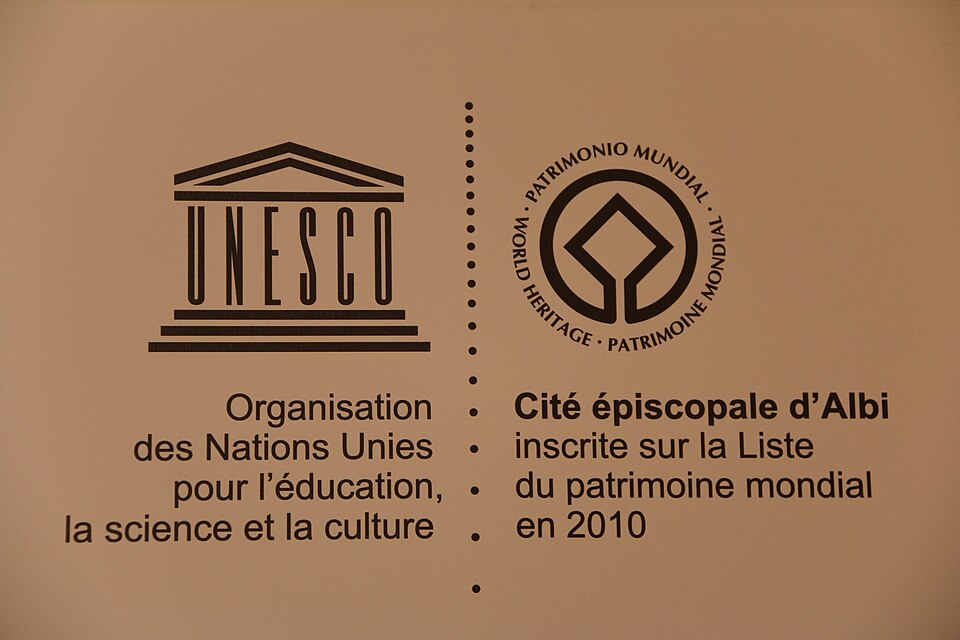 UNESCO
Organisation
des Nations Unies
pour l'éducation,
la science et la culture
PATRIMONIO MUNDIAL · WORLD HERITAGE · PATRIMOINE MONDIAL ·
Cité épiscopale d'Albi
inscrite sur la Liste
du patrimoine mondial
en 2010